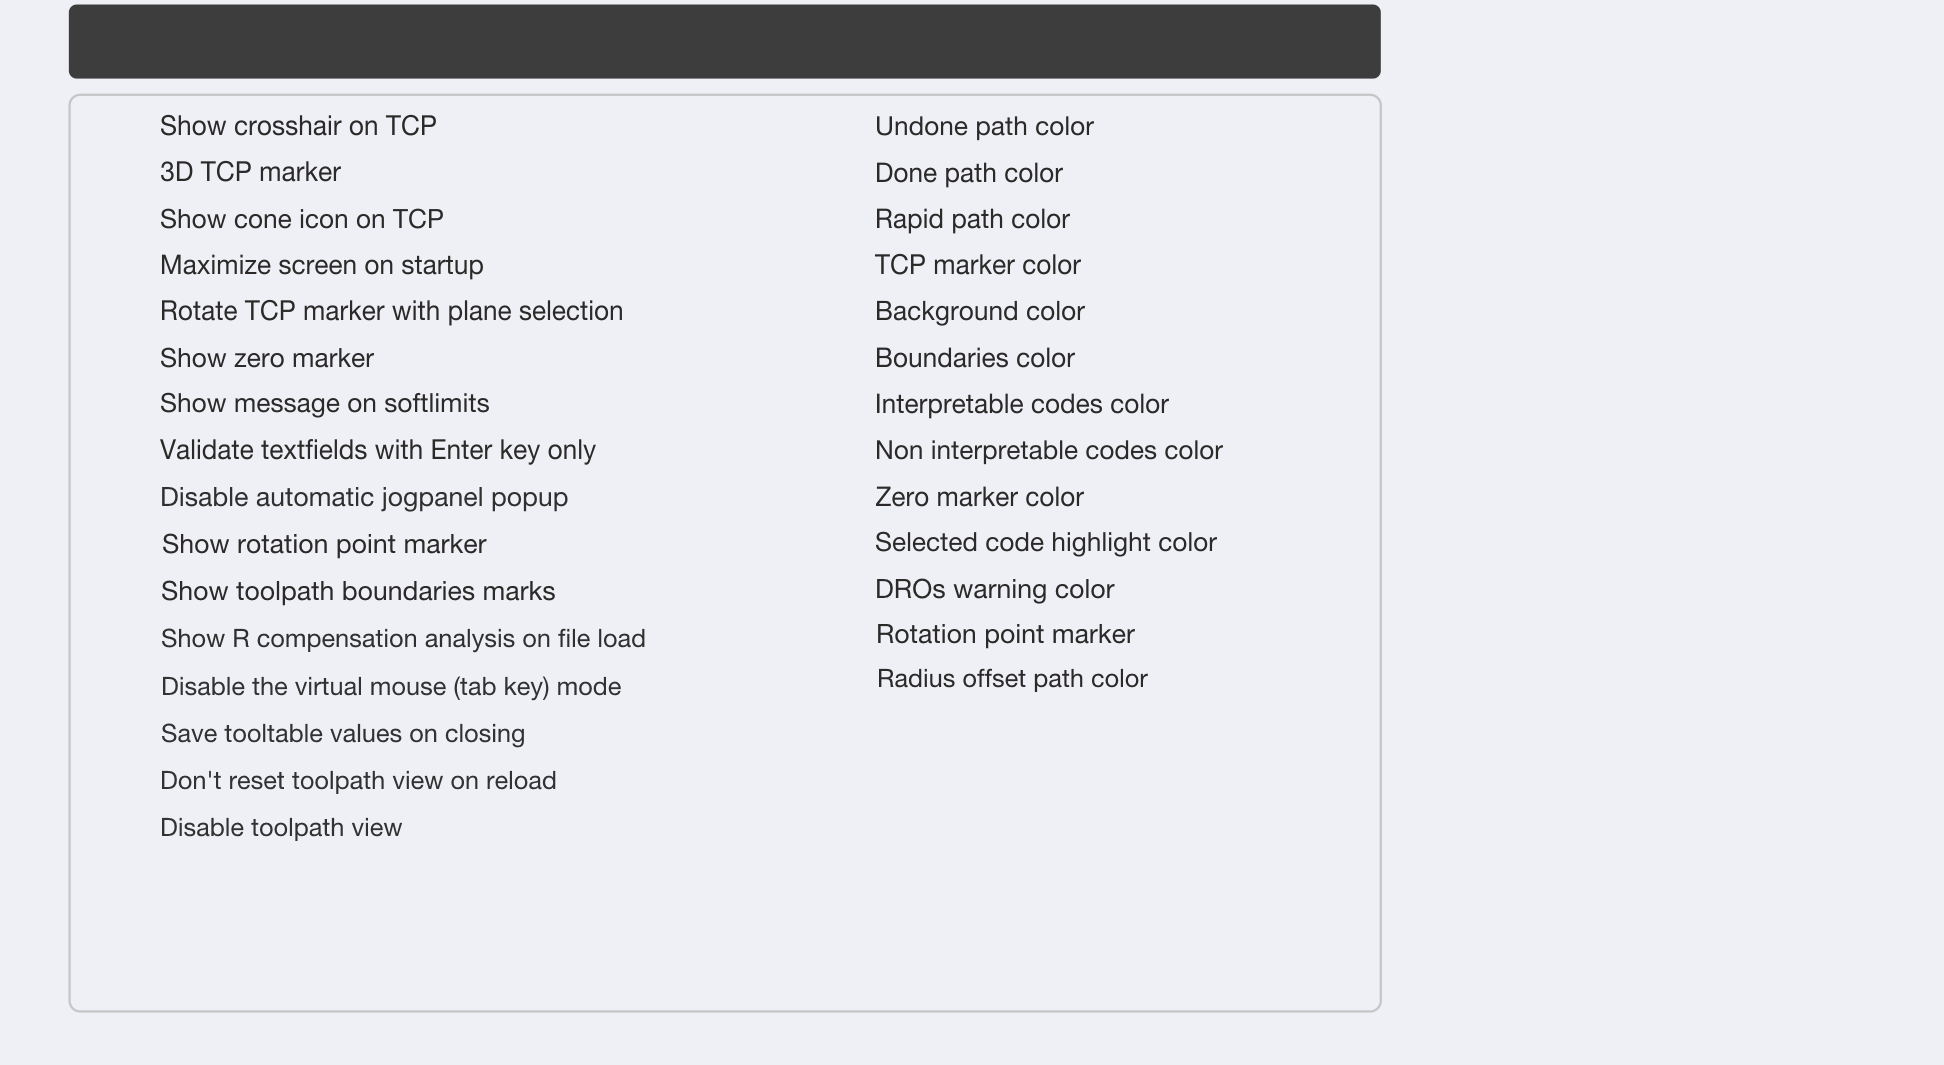 Show crosshair on TCP
3D TCP marker
Show cone icon on TCP
Maximize screen on startup
Rotate TCP marker with plane selection
Show zero marker
Show message on softlimits
Validate textfields with Enter key only
Disable automatic jogpanel popup
Show rotation point marker
Show toolpath boundaries marks
Show R compensation analysis on file load
Disable the virtual mouse (tab key) mode
Save tooltable values on closing
Don't reset toolpath view on reload
Disable toolpath view
Undone path color
Done path color
Rapid path color
TCP marker color
Background color
Boundaries color
Interpretable codes color
Non interpretable codes color
Zero marker color
Selected code highlight color
DROs warning color
Rotation point marker
Radius offset path color